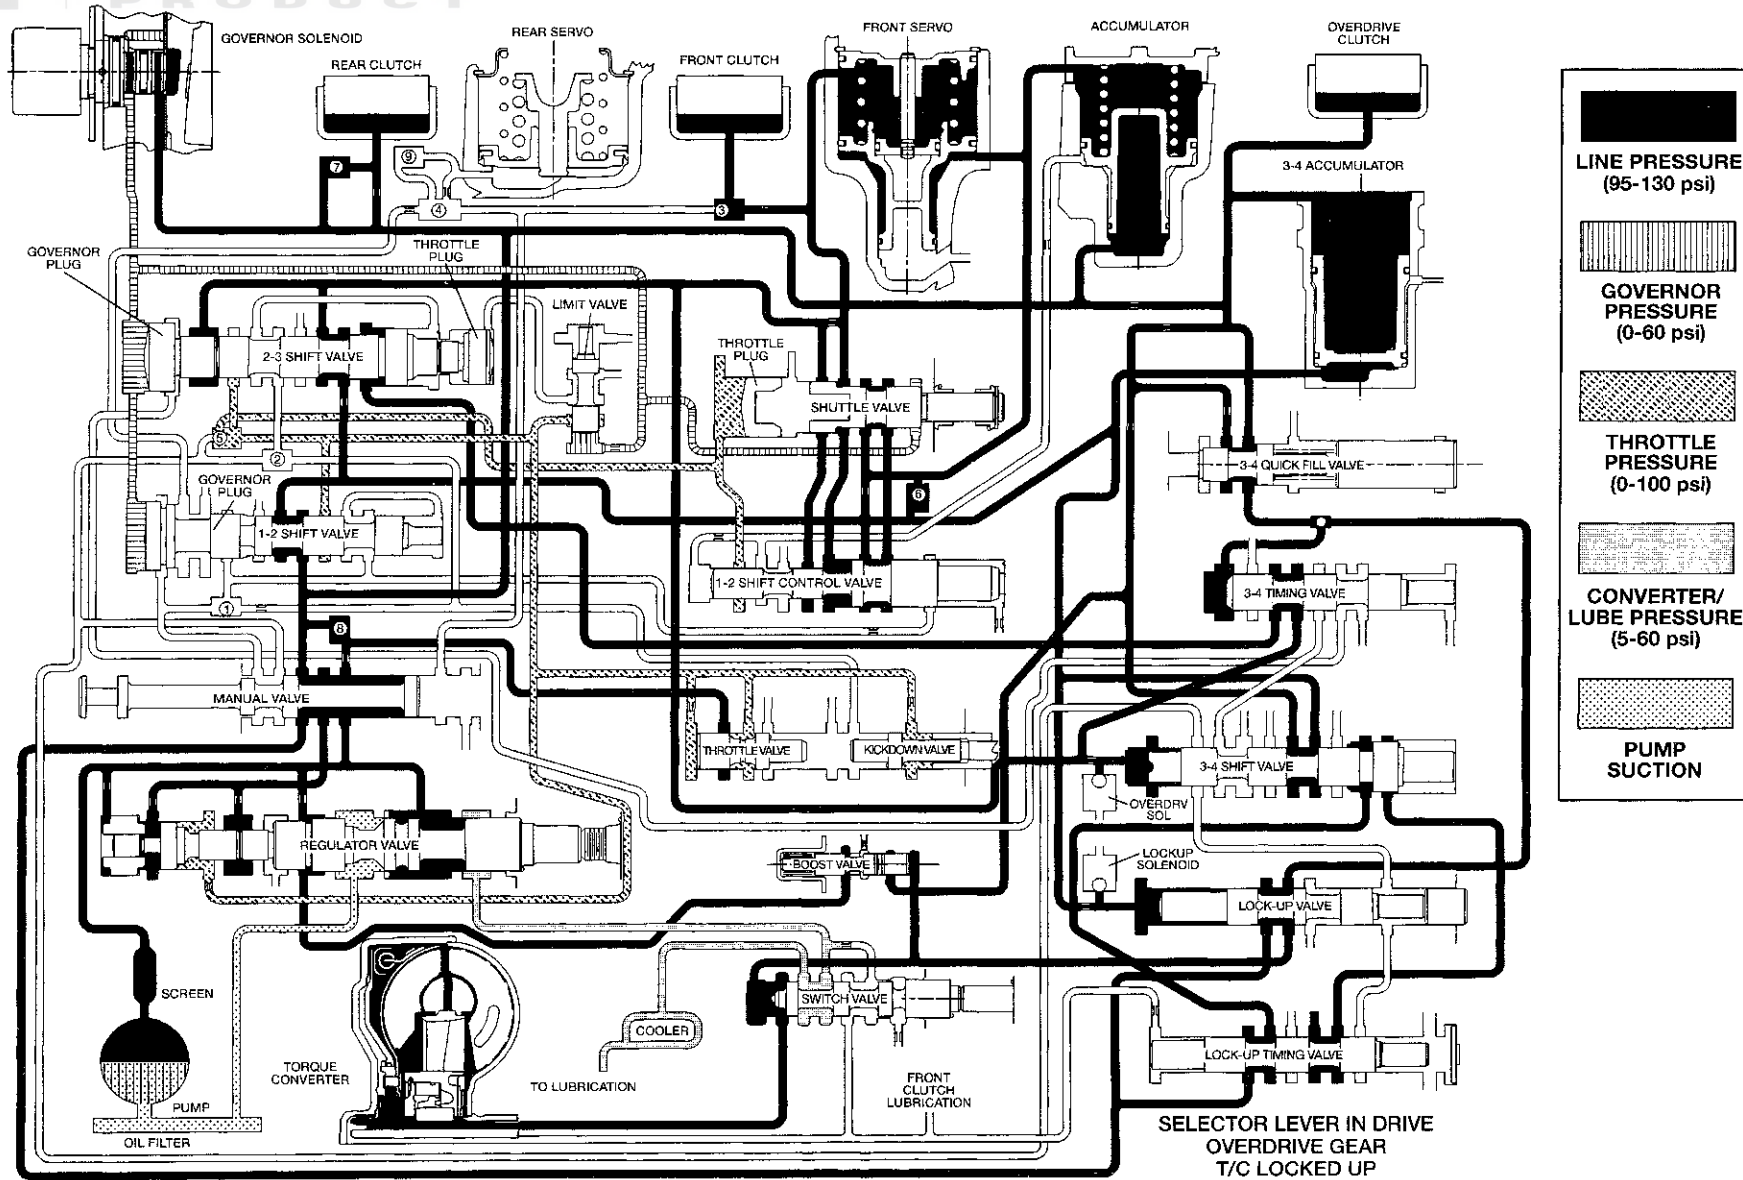 PRODUCT
GOVERNOR SOLENOID
REAR CLUTCH
REAR SERVO
FRONT CLUTCH
FRONT SERVO
ACCUMULATOR
OVERDRIVE
CLUTCH
3-4 ACCUMULATOR
LINE PRESSURE
(95-130 psi)
GOVERNOR
PRESSURE
(0-60 psi)
THROTTLE
PRESSURE
(0-100 psi)
CONVERTER/
LUBE PRESSURE
(5-60 psi)
PUMP
SUCTION
7
9
4
3
GOVERNOR
PLUG
THROTTLE
PLUG
LIMIT VALVE
2-3 SHIFT VALVE
THROTTLE
PLUG
SHUTTLE VALVE
5
2
3-4 QUICK FILL VALVE
GOVERNOR
PLUG
6
1-2 SHIFT VALVE
1-2 SHIFT CONTROL VALVE
3-4 TIMING VALVE
1
8
MANUAL VALVE
THROTTLE VALVE
KICKDOWN VALVE
3-4 SHIFT VALVE
OVERDRV
SOL
REGULATOR VALVE
BOOST VALVE
LOCKUP
SOLENOID
LOCK-UP VALVE
SCREEN
SWITCH VALVE
COOLER
TORQUE
CONVERTER
TO LUBRICATION
FRONT
CLUTCH
LUBRICATION
LOCK-UP TIMING VALVE
PUMP
OIL FILTER
SELECTOR LEVER IN DRIVE
OVERDRIVE GEAR
T/C LOCKED UP